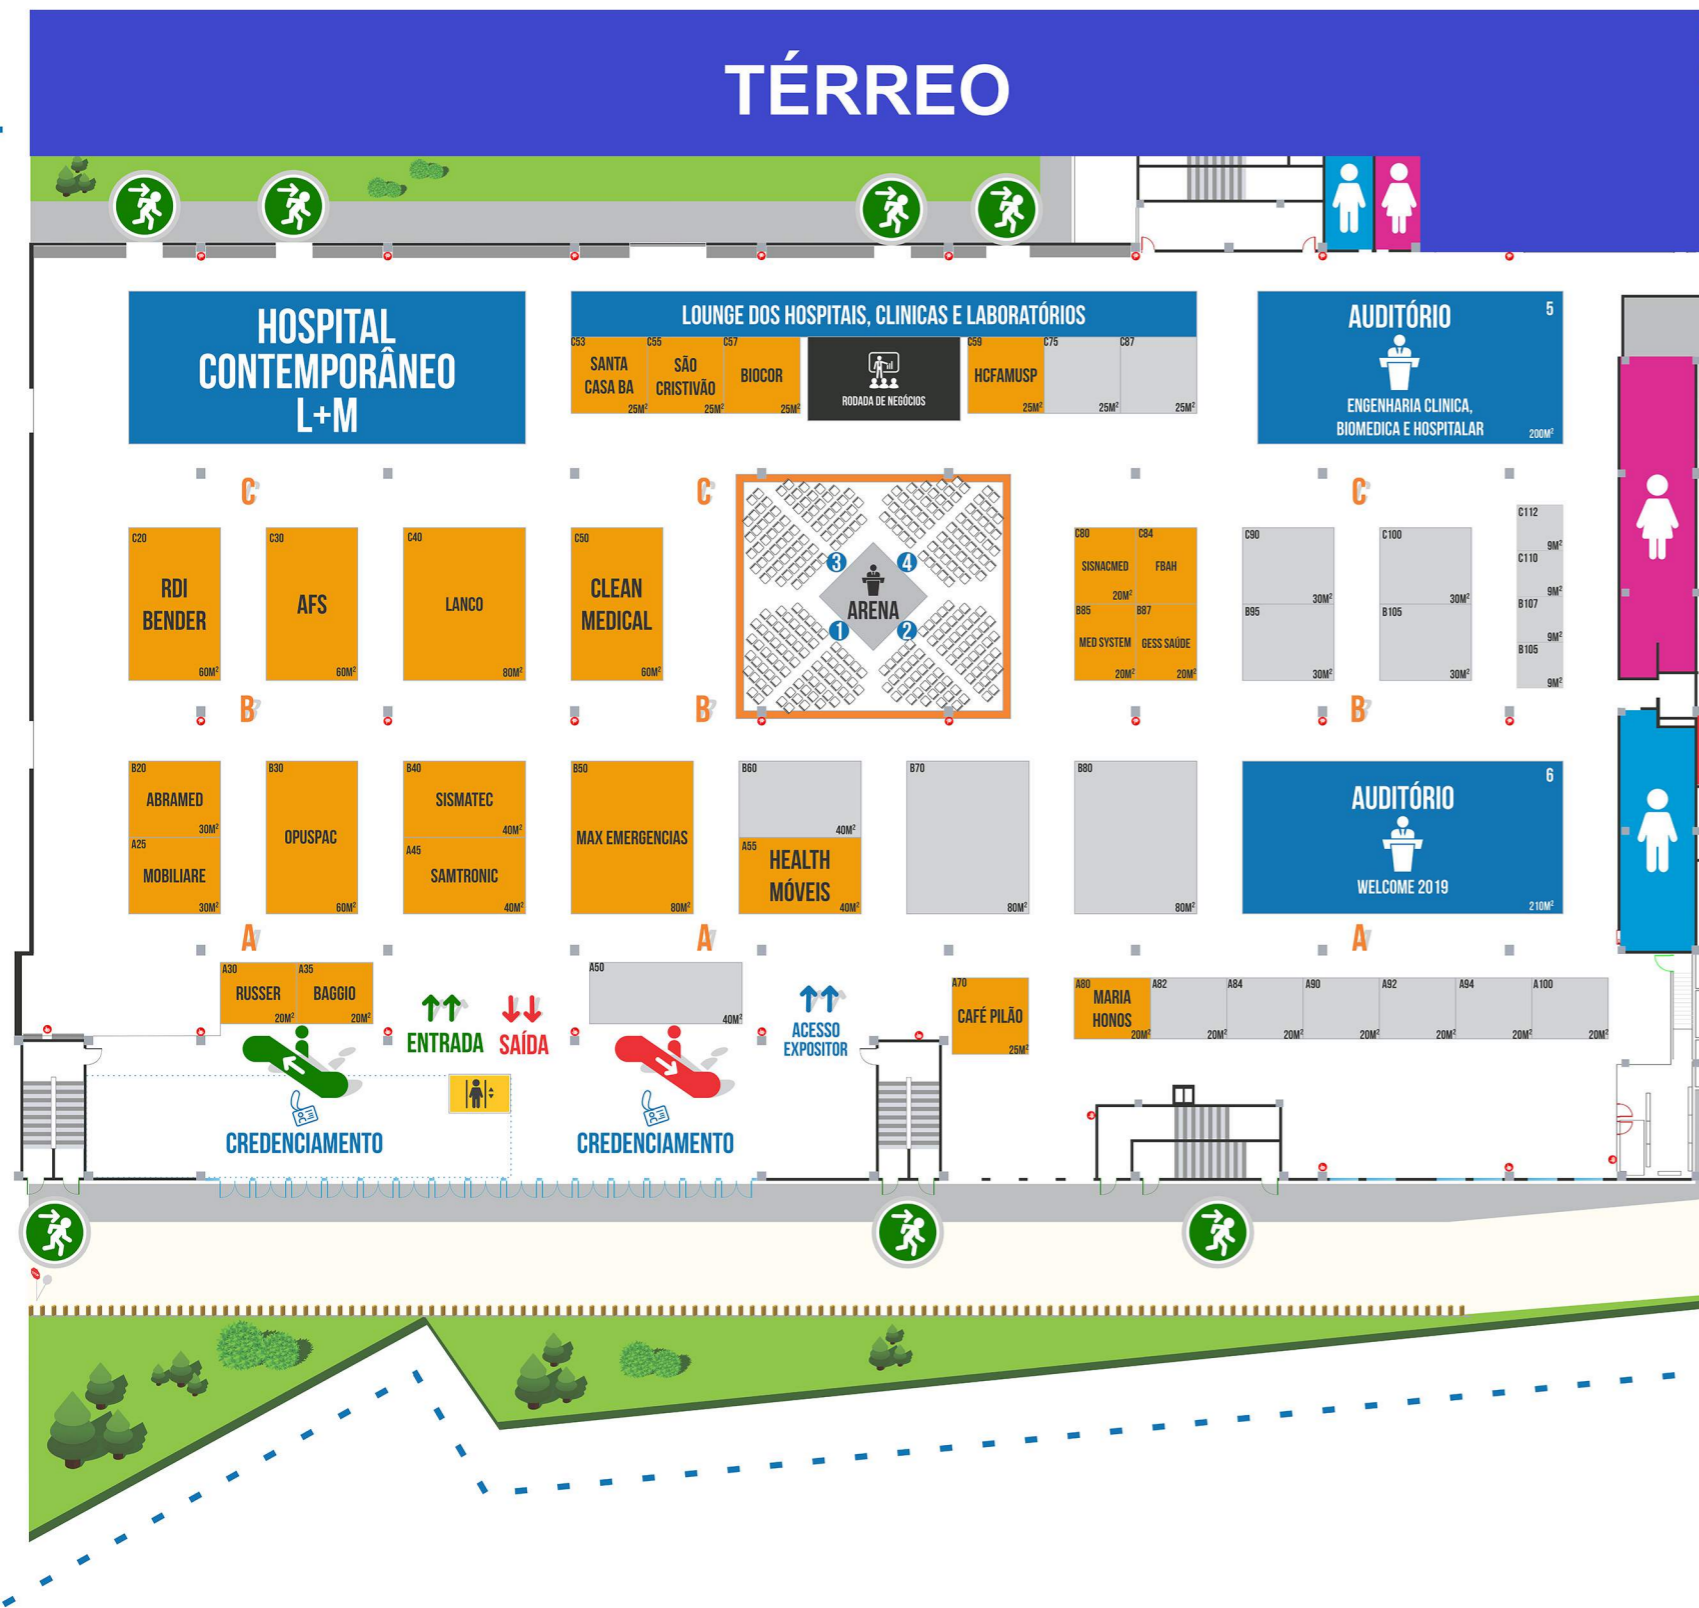 TÉRREO
HOSPITAL
CONTEMPORÂNEO
L+M
LOUNGE DOS HOSPITAIS, CLINICAS E LABORATÓRIOS
C53
SANTA
CASA BA
25M²
C55
SÃO
CRISTIVÃO
25M²
C57
BIOCOR
25M²
RODADA DE NEGÓCIOS
C59
HCFAMUSP
25M²
C75
25M²
C87
25M²
AUDITÓRIO
5
ENGENHARIA CLINICA,
BIOMEDICA E HOSPITALAR
200M²
C
C
C
C20
RDI
BENDER
60M²
C30
AFS
60M²
C40
LANCO
80M²
C50
CLEAN
MEDICAL
60M²
3
4
ARENA
1
2
C80
SISNACMED
20M²
C84
FBAH
B85
MED SYSTEM
20M²
B87
GESS SAÚDE
20M²
C90
30M²
B95
30M²
C100
30M²
B105
30M²
C112
9M²
C110
9M²
B107
9M²
B105
9M²
B
B
B
B20
ABRAMED
30M²
A25
MOBILIARE
30M²
B30
OPUSPAC
60M²
B40
SISMATEC
40M²
A45
SAMTRONIC
40M²
B50
MAX EMERGENCIAS
80M²
B60
40M²
A55
HEALTH
MÓVEIS
40M²
B70
80M²
B80
80M²
AUDITÓRIO
6
WELCOME 2019
210M²
A
A
A
A30
RUSSER
20M²
A35
BAGGIO
20M²
ENTRADA
SAÍDA
A50
40M²
ACESSO
EXPOSITOR
A70
CAFÉ PILÃO
25M²
A80
MARIA
HONOS
20M²
A82
20M²
A84
20M²
A90
20M²
A92
20M²
A94
20M²
A100
20M²
CREDENCIAMENTO
CREDENCIAMENTO